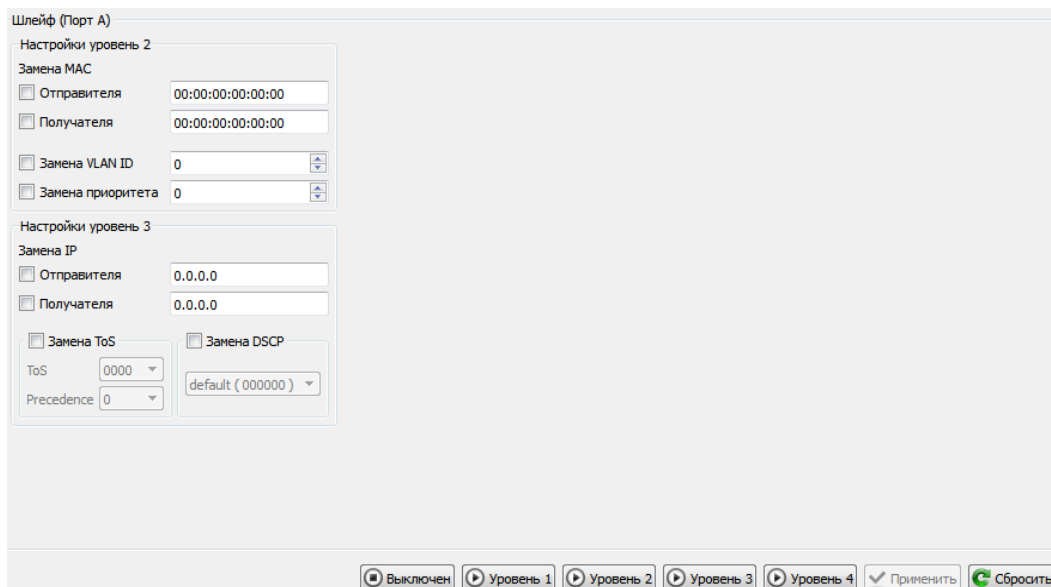 Шлейф (Порт A)
Настройки уровень 2
Замена MAC
Отправителя 00:00:00:00:00:00
Получателя 00:00:00:00:00:00
Замена VLAN ID 0
Замена приоритета 0
Настройки уровень 3
Замена IP
Отправителя 0.0.0.0
Получателя 0.0.0.0
Замена ToS Замена DSCP
ToS 0000 default ( 000000 )
Precedence 0
Выключен Уровень 1 Уровень 2 Уровень 3 Уровень 4 Применить Сбросить